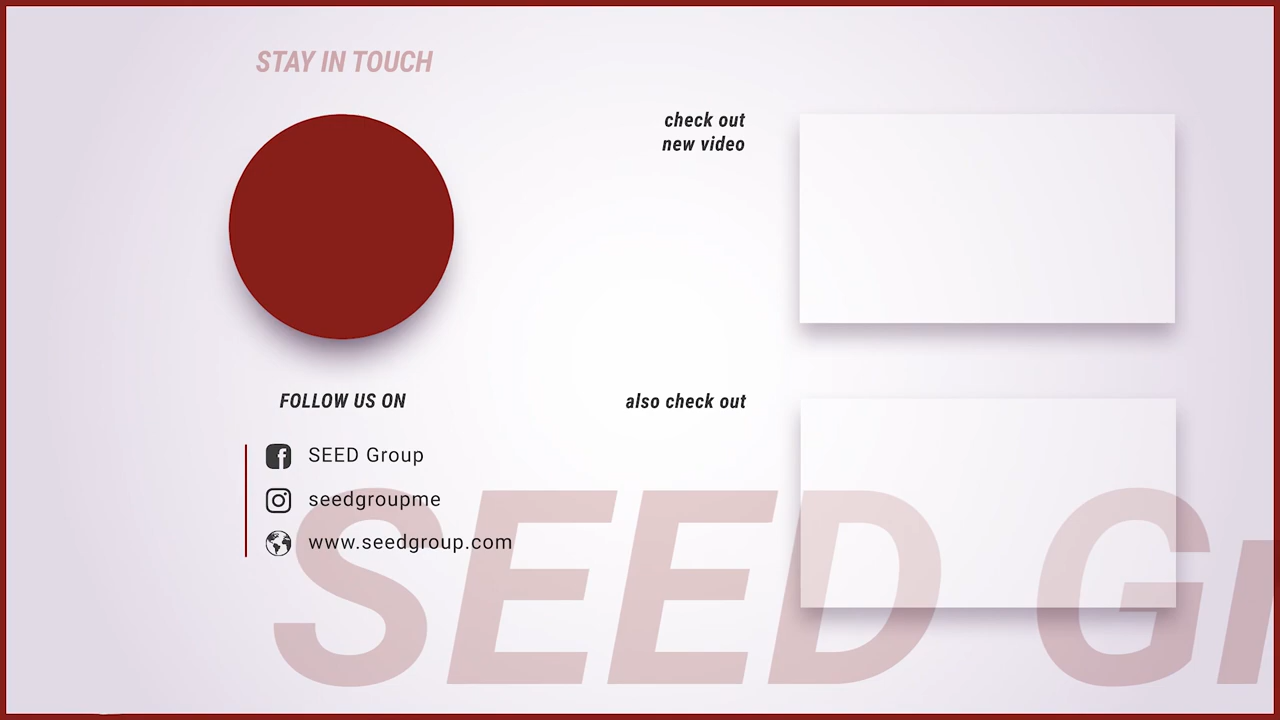 STAY IN TOUCH
check out
new video
FOLLOW US ON
SEED Group
seedgroupme
www.seedgroup.com
also check out
SEED Gr